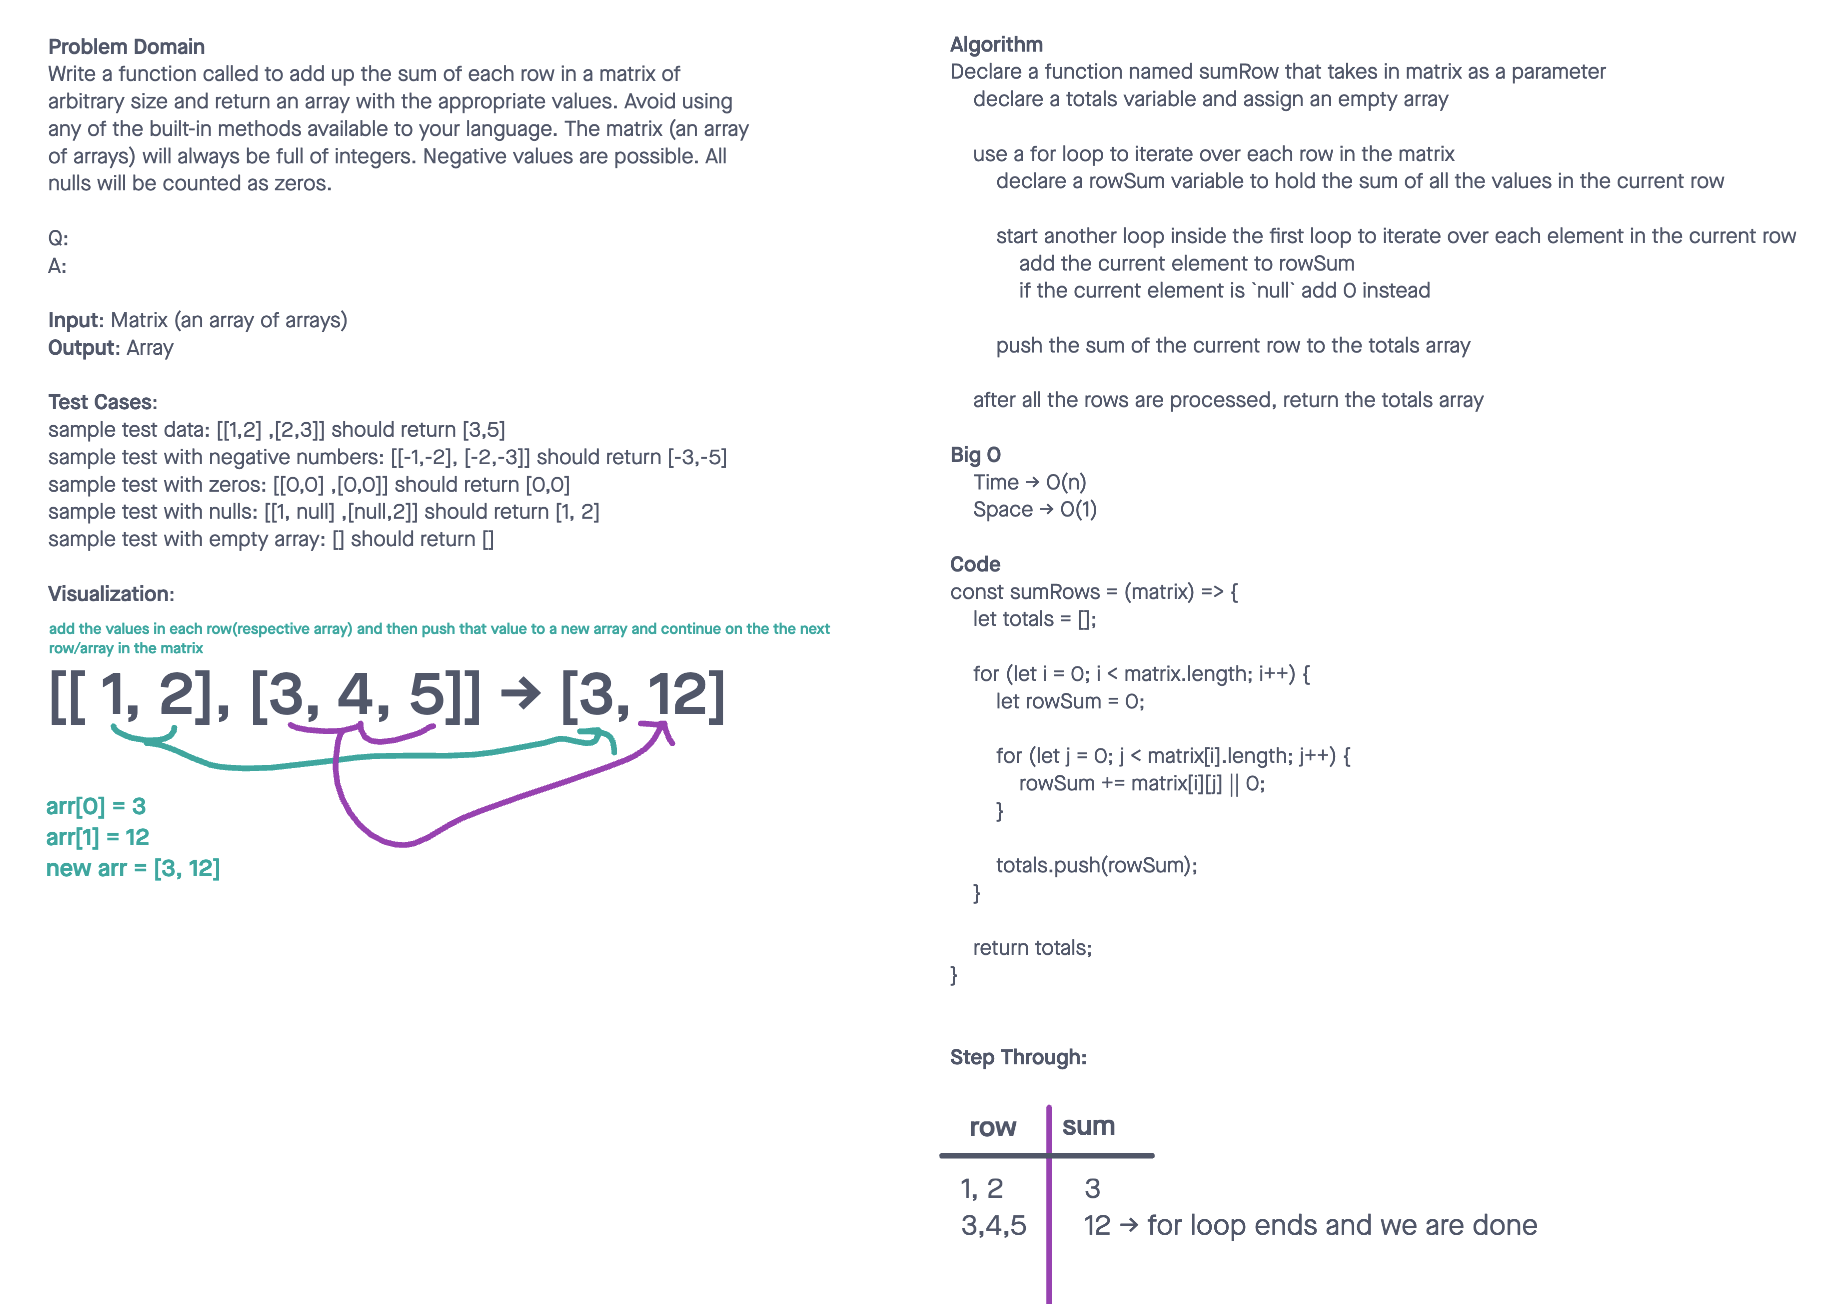 Problem Domain
Write a function called to add up the sum of each row in a matrix of
arbitrary size and return an array with the appropriate values. Avoid using
any of the built-in methods available to your language. The matrix (an array
of arrays) will always be full of integers. Negative values are possible. All
nulls will be counted as zeros.
Q:
A:
Input: Matrix (an array of arrays)
Output: Array
Test Cases:
sample test data: [[1,2] ,[2,3]] should return [3,5]
sample test with negative numbers: [[-1,-2], [-2,-3]] should return [-3,-5]
sample test with zeros: [[0,0] ,[0,0]] should return [0,0]
sample test with nulls: [[1, null] ,[null,2]] should return [1, 2]
sample test with empty array: [] should return []
Visualization:
add the values in each row(respective array) and then push that value to a new array and continue on the the next
row/array in the matrix
[[ 1, 2], [3, 4, 5]] → [3, 12]
arr[0] = 3
arr[1] = 12
new arr = [3, 12]
Algorithm
Declare a function named sumRow that takes in matrix as a parameter
declare a totals variable and assign an empty array
use a for loop to iterate over each row in the matrix
declare a rowSum variable to hold the sum of all the values in the current row
start another loop inside the first loop to iterate over each element in the current row
add the current element to rowSum
if the current element is `null` add 0 instead
push the sum of the current row to the totals array
after all the rows are processed, return the totals array
Big O
Time → O(n)
Space → O(1)
Code
const sumRows = (matrix) => {
let totals = [];
for (let i = 0; i < matrix.length; i++) {
let rowSum = 0;
for (let j = 0; j < matrix[i].length; j++) {
rowSum += matrix[i][j] || 0;
}
totals.push(rowSum);
}
return totals;
}
Step Through:
row sum
1, 2 3
3,4,5 12 → for loop ends and we are done